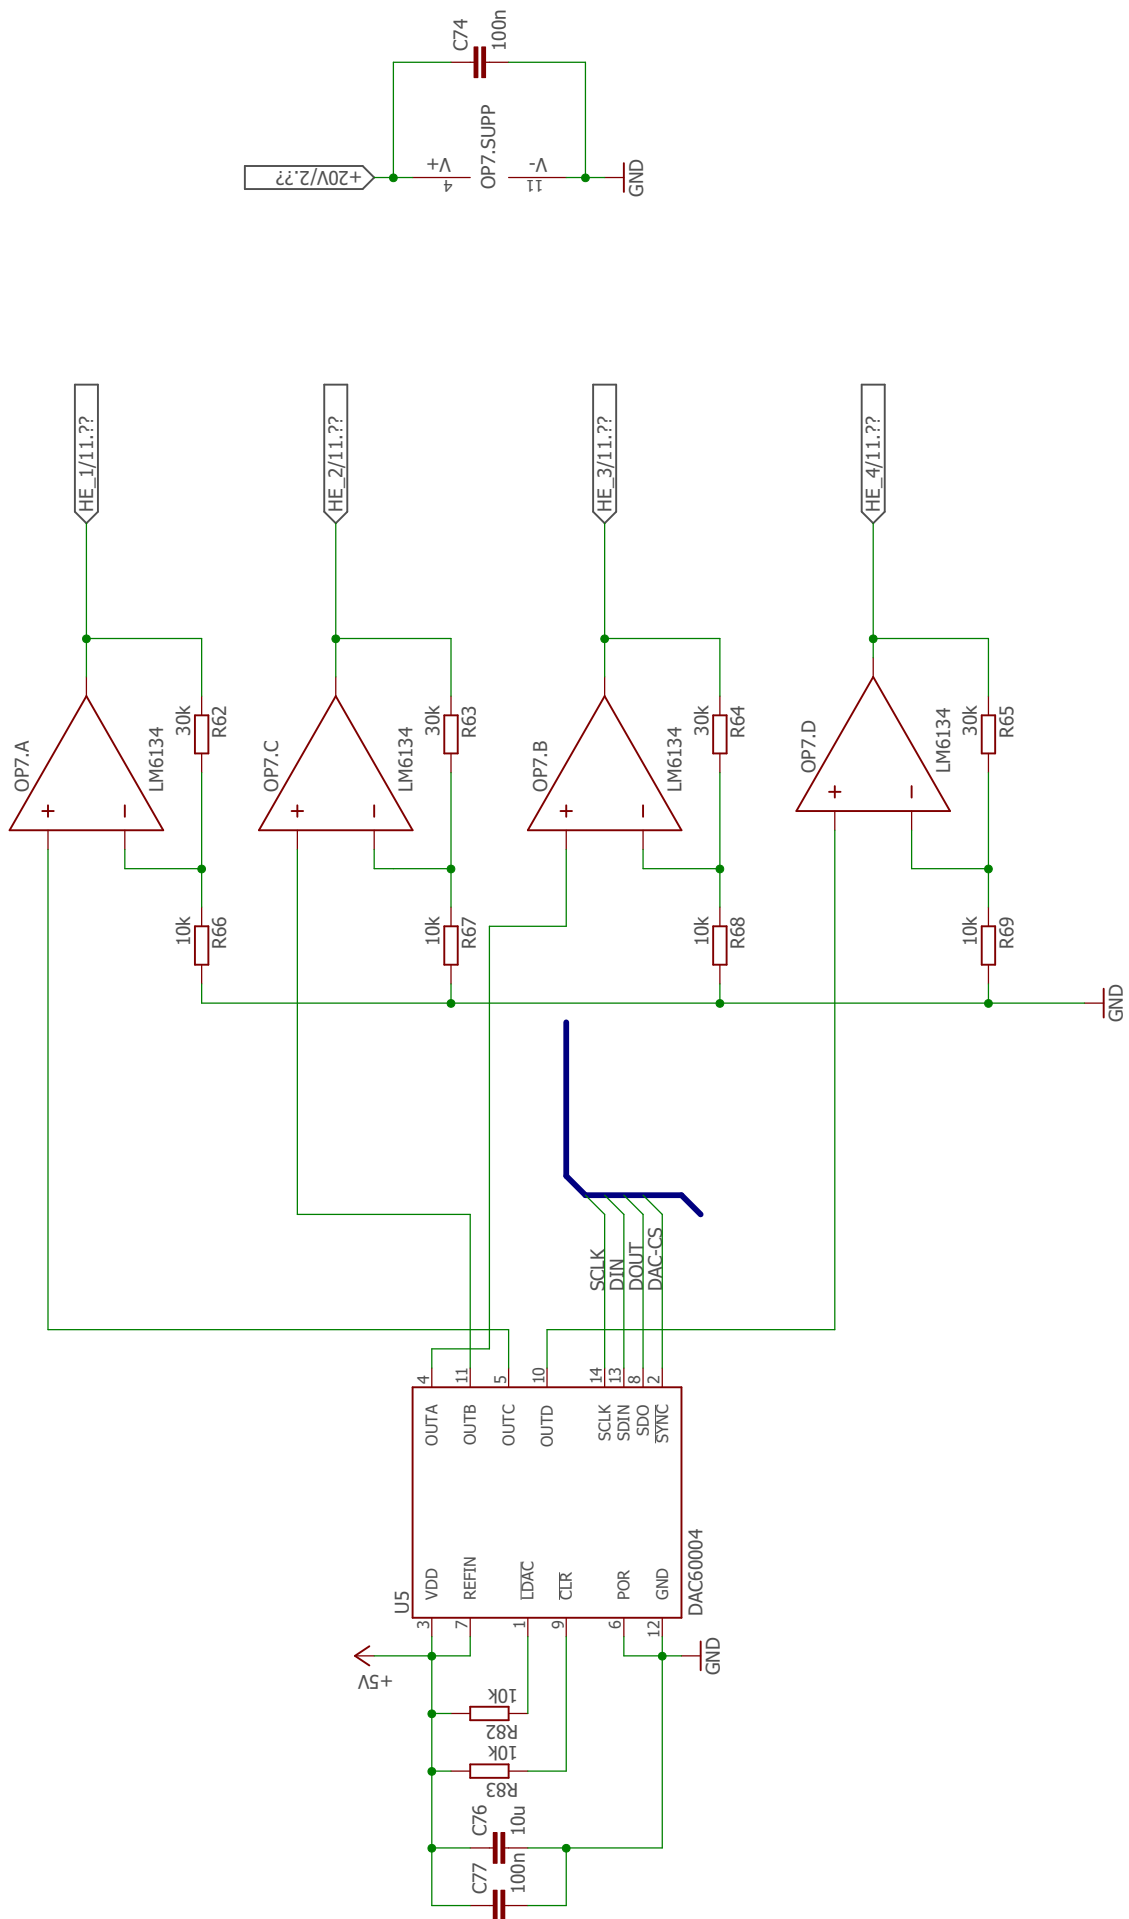 C74
100n
OP7.SUPP
+20V/2.??
V+
4
V-
11
GND
HE_1/11.??
HE_2/11.??
HE_3/11.??
HE_4/11.??
OP7.A
LM6134
30k
R62
OP7.C
LM6134
30k
R63
OP7.B
LM6134
30k
R64
OP7.D
LM6134
30k
R65
+
−
+
−
+
−
+
−
10k
R66
10k
R67
10k
R68
10k
R69
GND
SCLK
DIN
DOUT
DAC-CS
4
11
5
10
14
13
8
2
OUTA
OUTB
OUTC
OUTD
SCLK
SDIN
SDO
SYNC
U5
VDD
REFIN
LDAC
CLR
POR
GND
DAC60004
3
7
1
9
6
12
+5V
GND
10k
R82
10k
R83
C76
10u
C77
100n